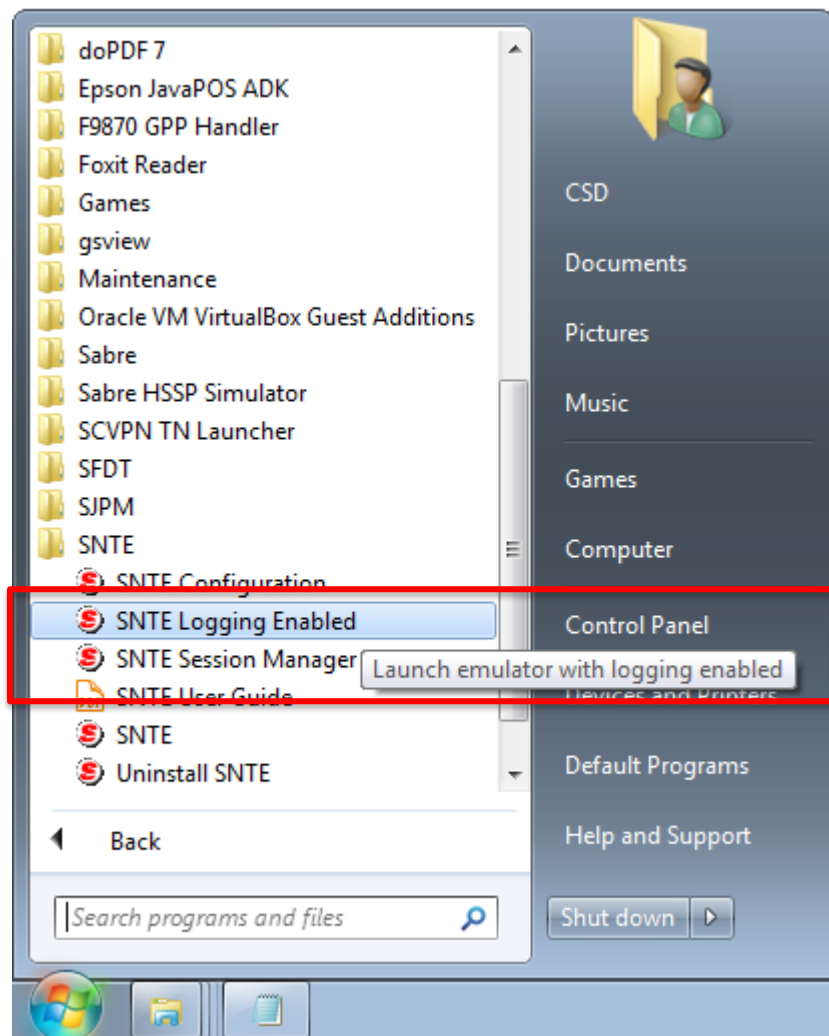 doPDF 7
Epson JavaPOS ADK
F9870 GPP Handler
Foxit Reader
Games
gsview
Maintenance
Oracle VM VirtualBox Guest Additions
Sabre
Sabre HSSP Simulator
SCVPN TN Launcher
SFDT
SJPM
SNTE
SNTE Configuration
SNTE Logging Enabled
SNTE Session Manager
Launch emulator with logging enabled
SNTE User Guide
SNTE
Uninstall SNTE
Back
Search programs and files
CSD
Documents
Pictures
Music
Games
Computer
Control Panel
Devices and Printers
Default Programs
Help and Support
Shut down